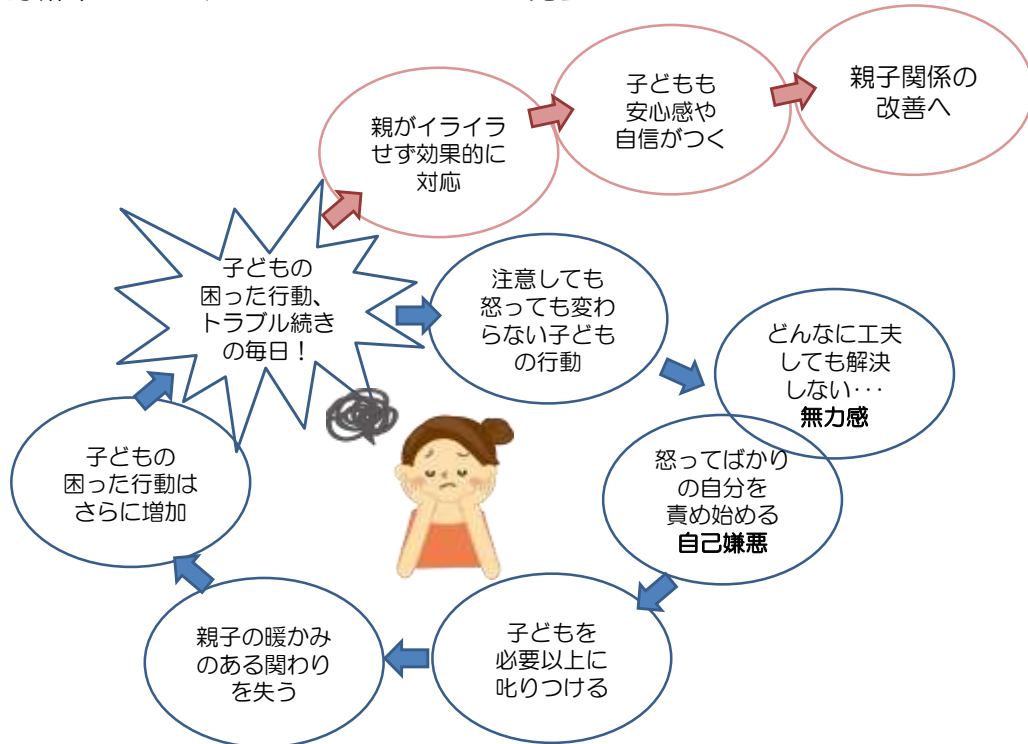 親がイライラ
せず効果的に
対応
子どもも
安心感や
自信がつく
親子関係の
改善へ
子どもの
困った行動、
トラブル続き
の毎日！
注意しても
怒っても変わ
らない子ども
の行動
どんなに工夫
しても解決
しない･･･
無力感
怒ってばかり
の自分を
責め始める
自己嫌悪
子どもを
必要以上に
叱りつける
親子の暖かみ
のある関わり
を失う
子どもの
困った行動は
さらに増加